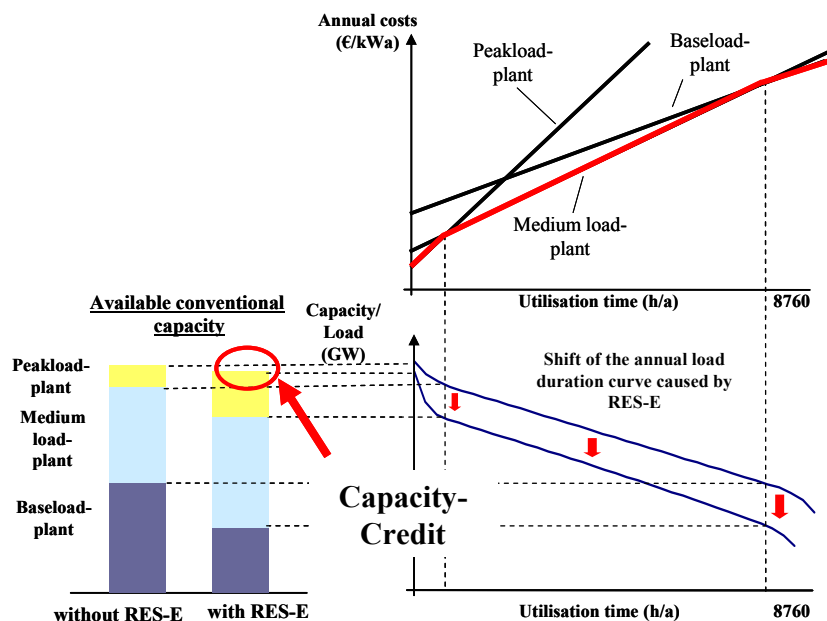 Annual costs
(€/kWa)
Peakload-
plant
Baseload-
plant
Medium load-
plant
Utilisation time (h/a)
8760
Available conventional
capacity
Capacity/
Load
(GW)
Peakload-
plant
Medium
load-
plant
Baseload-
plant
without RES-E
with RES-E
Shift of the annual load
duration curve caused by
RES-E
Capacity-
Credit
Utilisation time (h/a)
8760